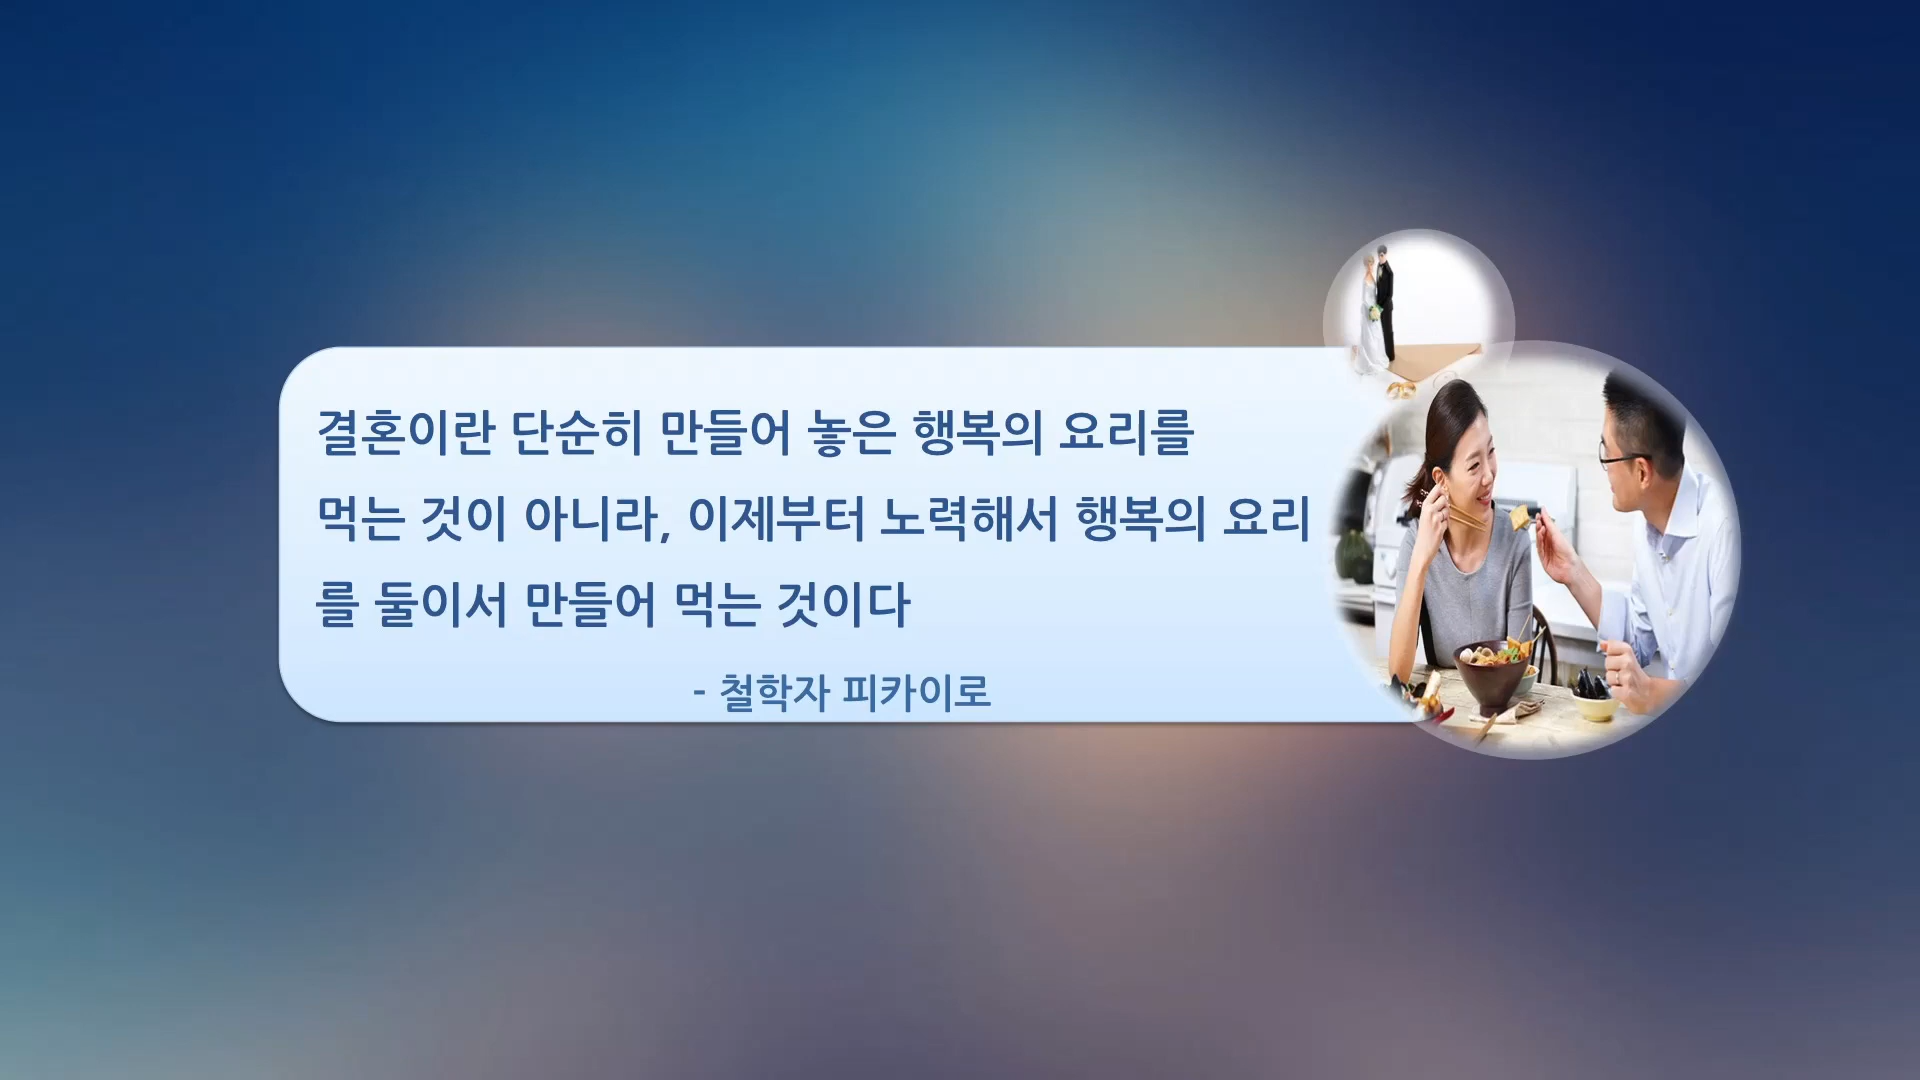 결혼이란 단순히 만들어 놓은 행복의 요리를
먹는 것이 아니라, 이제부터 노력해서 행복의 요리
를 둘이서 만들어 먹는 것이다
- 철학자 피카이로